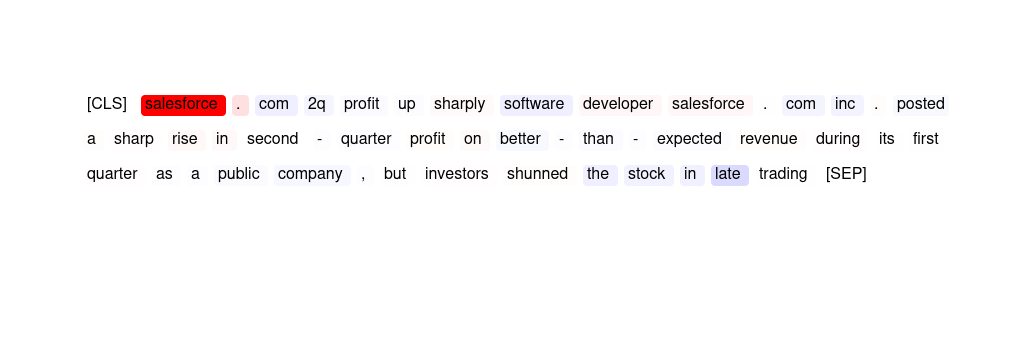 [CLS] salesforce . com 2q profit up sharply software developer salesforce . com inc . posted
a sharp rise in second - quarter profit on better - than - expected revenue during its first
quarter as a public company , but investors shunned the stock in late trading [SEP]